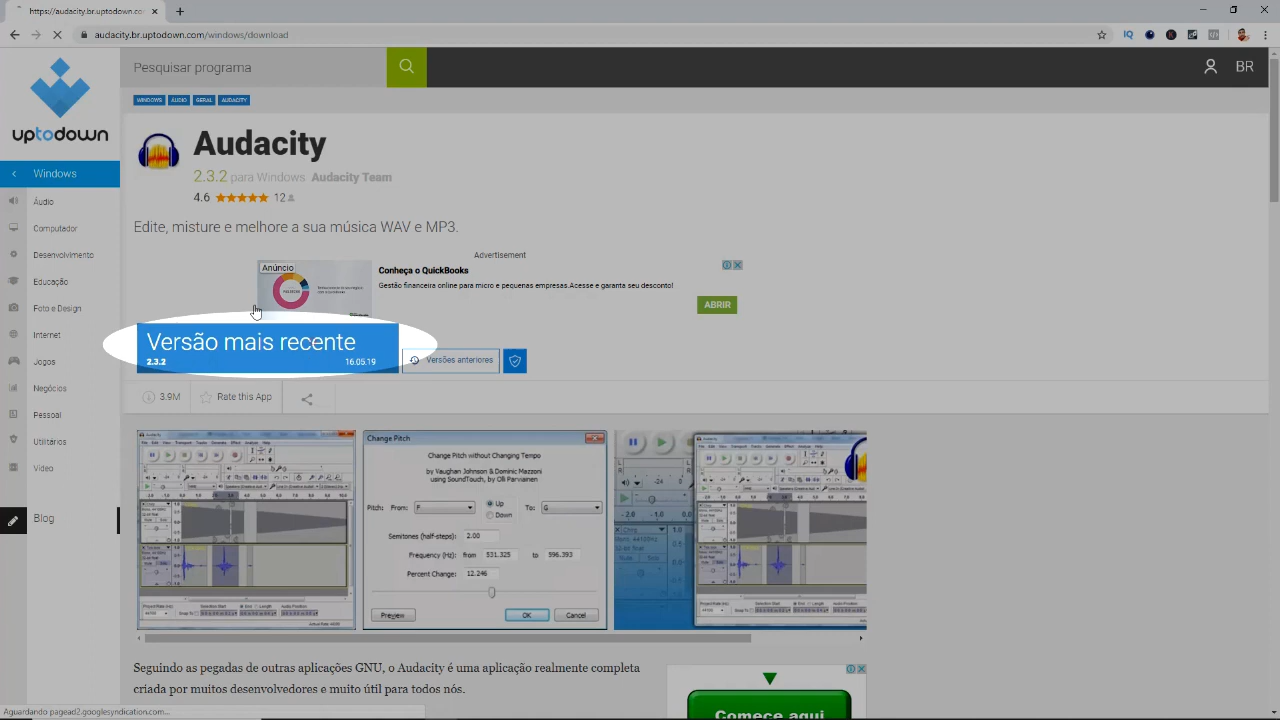 https://audacity.br.uptodown.com
audacity.br.uptodown.com/windows/download
IQ
uptodown
Pesquisar programa
BR
WINDOWS
ÁUDIO
GERAL
AUDACITY
Audacity
2.3.2 para Windows Audacity Team
4.6 12
Edite, misture e melhore a sua música WAV e MP3.
Advertisement
Anúncio
Conheça o QuickBooks
Gestão financeira online para micro e pequenas empresas.Acesse e garanta seu desconto!
ABRIR
Versão mais recente
2.3.2 16.05.19
Versões anteriores
3.9M
Rate this App
Windows
Áudio
Computador
Desenvolvimento
Educação
Foto e Design
Internet
Jogos
Negócios
Pessoal
Utilitários
Vídeo
Blog
Change Pitch
Change Pitch without Changing Tempo
by Vaughan Johnson & Dominic Mazzoni
using SoundTouch, by Olli Parviainen
Pitch: From: F Up To: G
Down
Semitones (half-steps): 2.00
Frequency (Hz): from 531.325 to 596.393
Percent Change: 12.246
Preview OK Cancel
Seguindo as pegadas de outras aplicações GNU, o Audacity é uma aplicação realmente completa
criada por muitos desenvolvedores e muito útil para todos nós.
Começe aqui
Aguardando pagead2.googlesyndication.com...